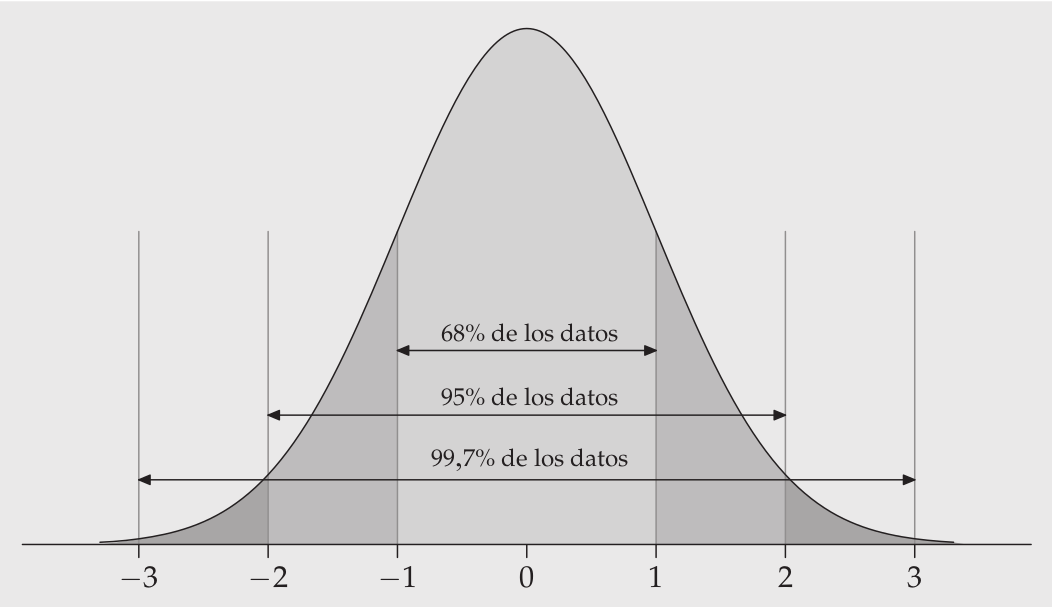 68% de los datos
95% de los datos
99,7% de los datos
−3 −2 −1 0 1 2 3